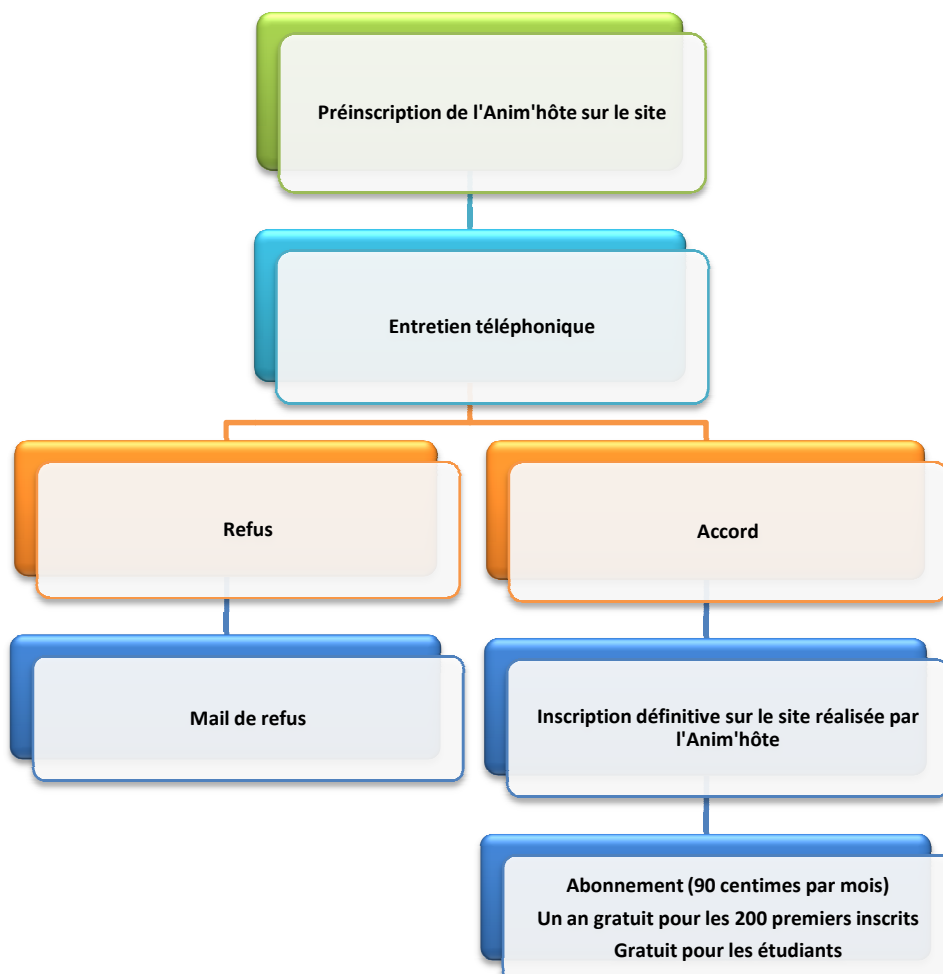 Préinscription de l'Anim'hôte sur le site
Entretien téléphonique
Refus
Accord
Mail de refus
Inscription définitive sur le site réalisée par
l'Anim'hôte
Abonnement (90 centimes par mois)
Un an gratuit pour les 200 premiers inscrits
Gratuit pour les étudiants